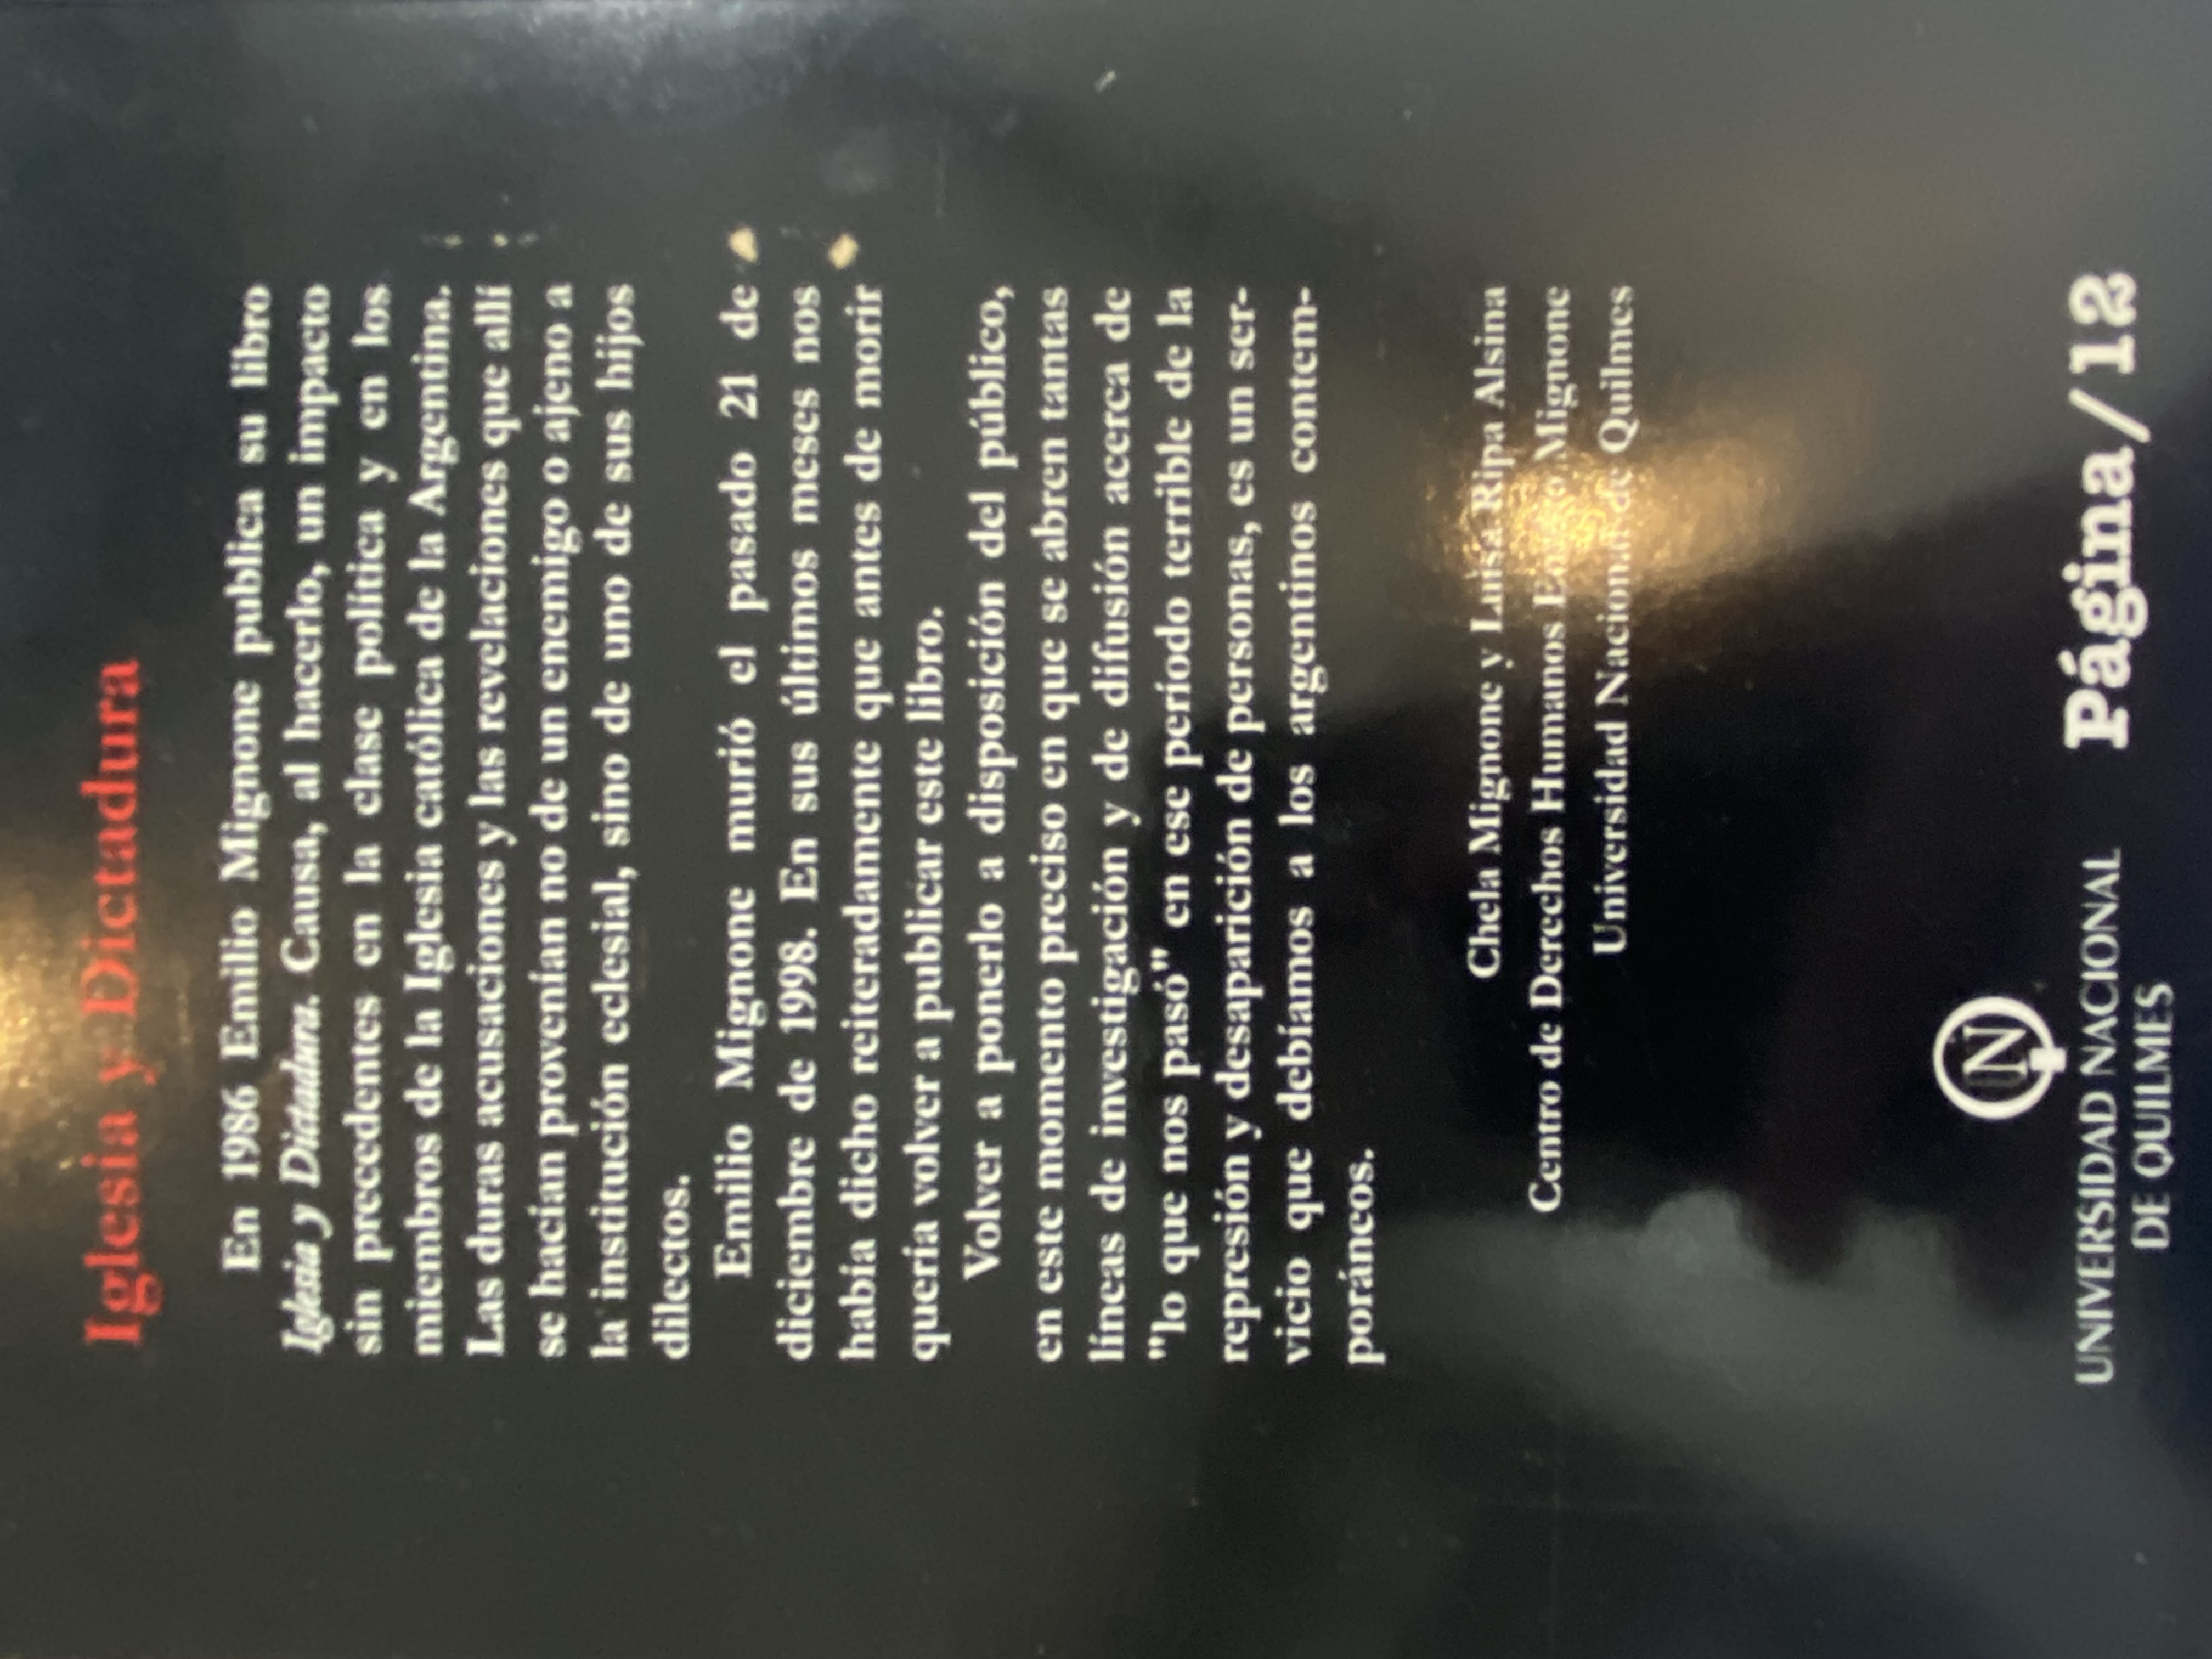 Iglesia y Dictadura
En 1986 Emilio Mignone publica su libro
Iglesia y Dictadura. Causa, al hacerlo, un impacto
sin precedentes en la clase política y en los
miembros de la Iglesia católica de la Argentina.
Las duras acusaciones y las revelaciones que allí
se hacían provenían no de un enemigo o ajeno a
la institución eclesial, sino de uno de sus hijos
dilectos.
Emilio Mignone murió el pasado 21 de
diciembre de 1998. En sus últimos meses nos
había dicho reiteradamente que antes de morir
quería volver a publicar este libro.
Volver a ponerlo a disposición del público,
en este momento preciso en que se abren tantas
líneas de investigación y de difusión acerca de
"lo que nos pasó" en ese período terrible de la
represión y desaparición de personas, es un ser-
vicio que debíamos a los argentinos contem-
poráneos.
Chela Mignone y Luisa Ripa Alsina
Centro de Derechos Humanos Emilio Mignone
Universidad Nacional de Quilmes
UNIVERSIDAD NACIONAL
DE QUILMES
Página/12